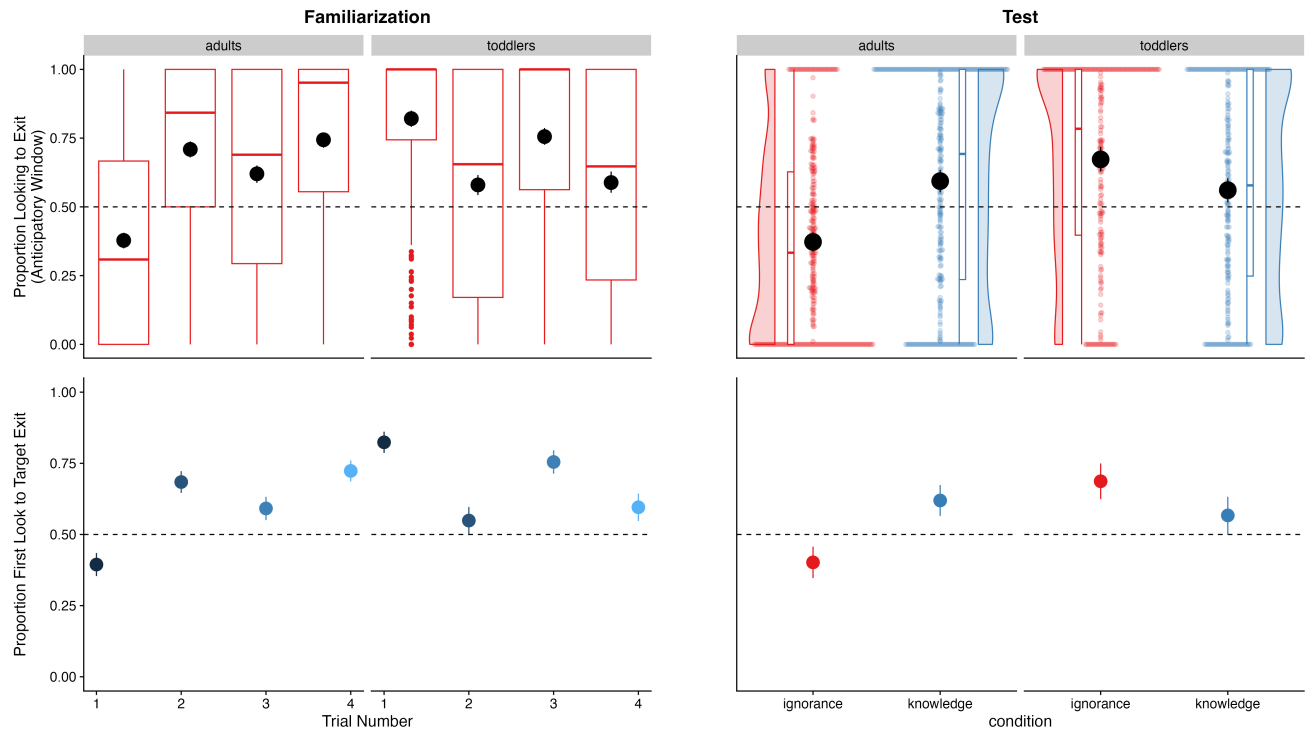 Familiarization
Test
adults
toddlers
adults
toddlers
Proportion Looking to Exit
(Anticipatory Window)
1.00
0.75
0.50
0.25
0.00
Proportion First Look to Target Exit
1.00
0.75
0.50
0.25
0.00
1 2 3 4
1 2 3 4
Trial Number
ignorance knowledge
ignorance knowledge
condition